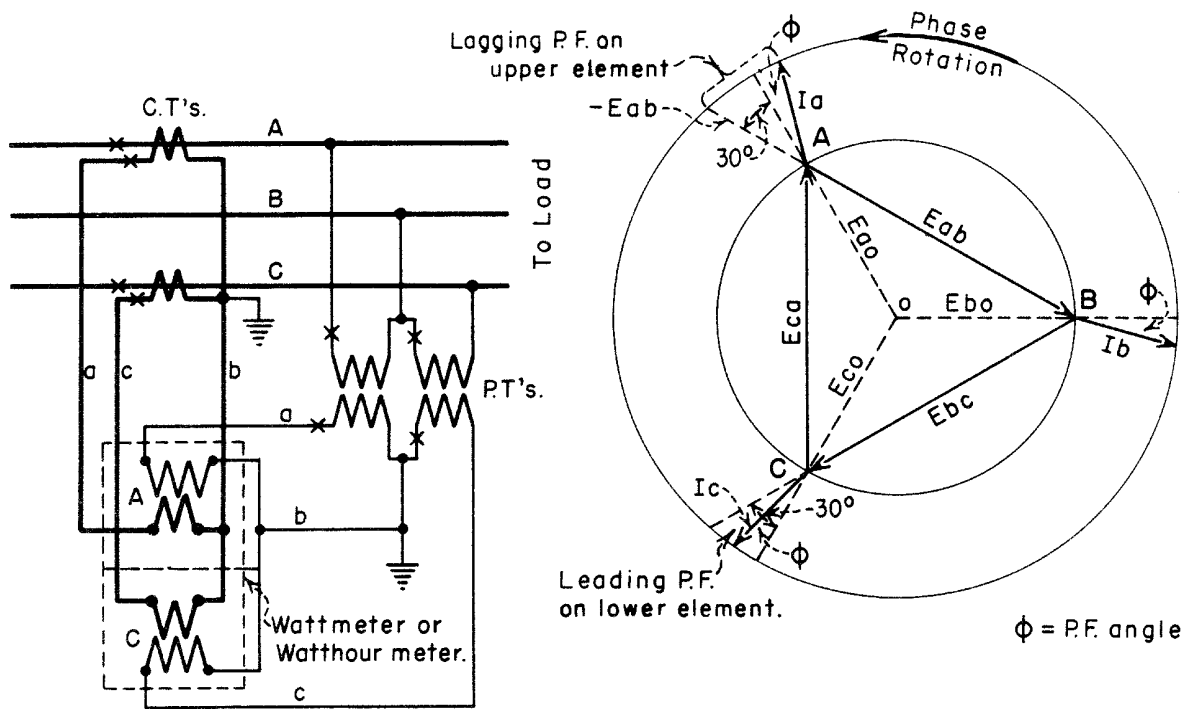 C.T's.
A
B
C
To Load
a
c
b
P.T's.
a
A
b
C
Wattmeter or
Watthour meter.
c
Lagging P.F. on
upper element
ϕ
Phase
Rotation
-Eab
Ia
30°
A
Eao
Eab
Eca
o
Ebo
B
ϕ
Ib
Eco
Ebc
C
Ic
30°
ϕ
Leading P.F.
on lower element.
ϕ = P.F. angle